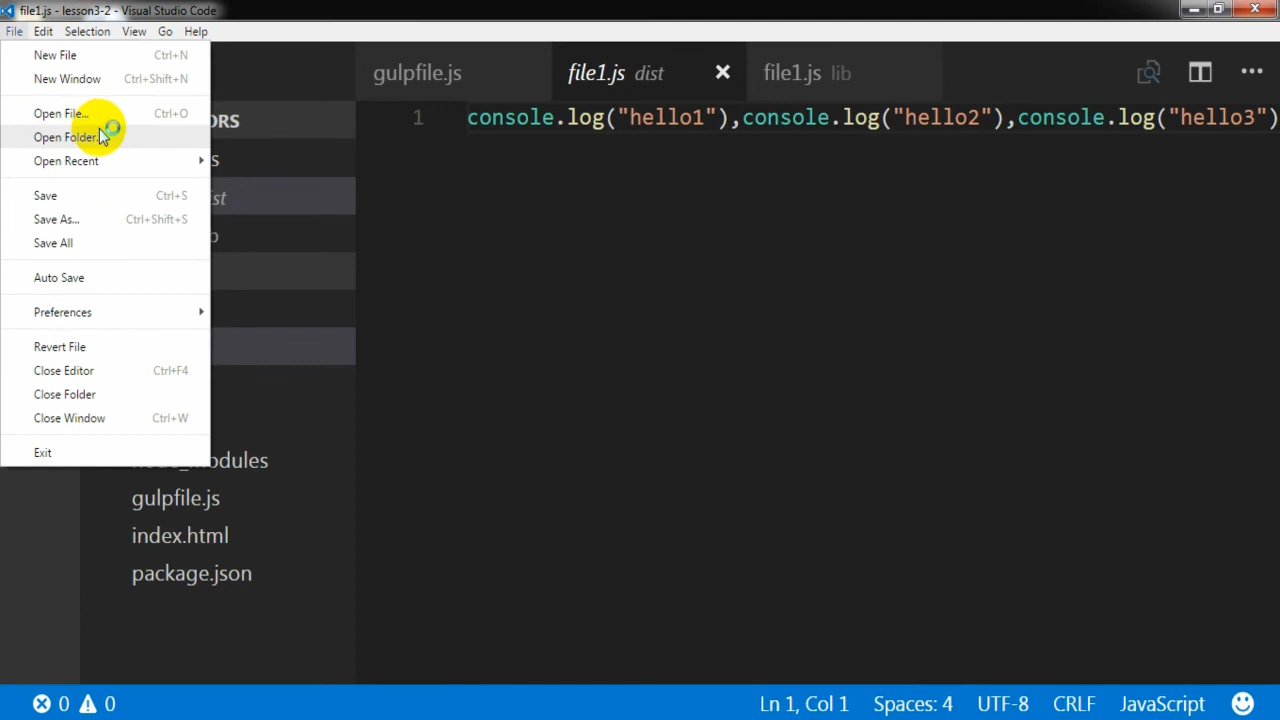 file1.js - lesson3-2 - Visual Studio Code
File Edit Selection View Go Help
New File Ctrl+N
New Window Ctrl+Shift+N
Open File... Ctrl+O
Open Folder...
Open Recent
Save Ctrl+S
Save As... Ctrl+Shift+S
Save All
Auto Save
Preferences
Revert File
Close Editor Ctrl+F4
Close Folder
Close Window Ctrl+W
Exit
gulpfile.js
index.html
package.json
gulpfile.js file1.js dist file1.js lib
1 console.log("hello1"),console.log("hello2"),console.log("hello3")
0 0 Ln 1, Col 1 Spaces: 4 UTF-8 CRLF JavaScript